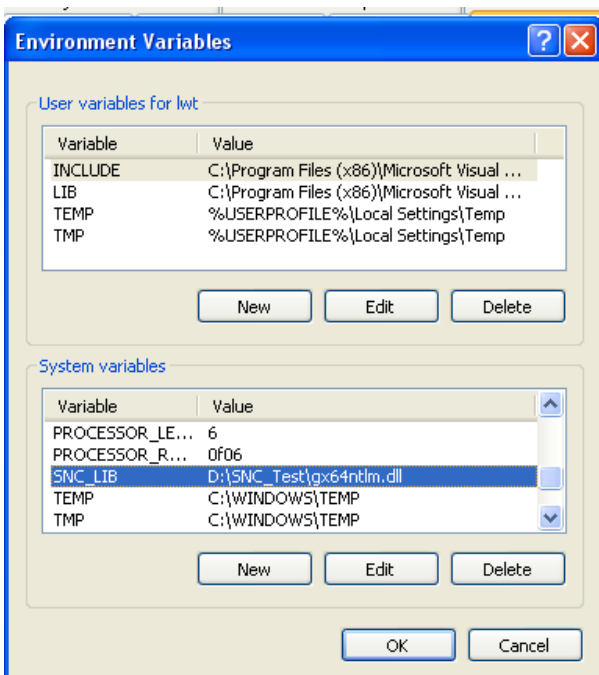 Environment Variables
User variables for lwt
Variable Value
INCLUDE C:\Program Files (x86)\Microsoft Visual ...
LIB C:\Program Files (x86)\Microsoft Visual ...
TEMP %USERPROFILE%\Local Settings\Temp
TMP %USERPROFILE%\Local Settings\Temp
New Edit Delete
System variables
Variable Value
PROCESSOR_LE... 6
PROCESSOR_R... 0f06
SNC_LIB D:\SNC_Test\gx64ntlm.dll
TEMP C:\WINDOWS\TEMP
TMP C:\WINDOWS\TEMP
New Edit Delete
OK Cancel